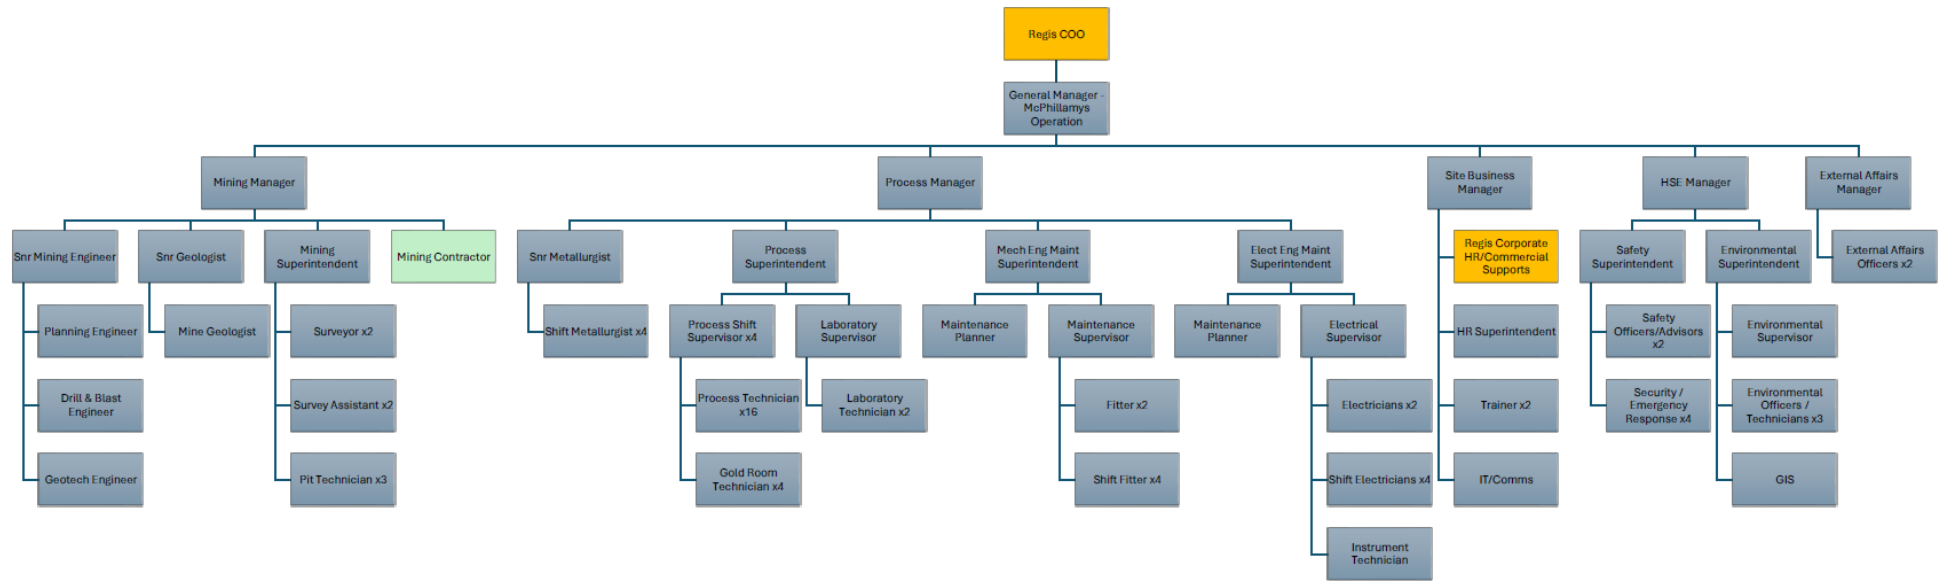 Regis COO
General Manager -
McPhillamys
Operation
Mining Manager
Process Manager
Site Business
Manager
HSE Manager
External Affairs
Manager
Snr Mining Engineer
Snr Geologist
Mining
Superintendent
Mining Contractor
Snr Metallurgist
Process
Superintendent
Mech Eng Maint
Superintendent
Elect Eng Maint
Superintendent
Regis Corporate
HR/Commercial
Supports
Safety
Superintendent
Environmental
Superintendent
External Affairs
Officers x2
Planning Engineer
Mine Geologist
Surveyor x2
Shift Metallurgist x4
Process Shift
Supervisor x4
Laboratory
Supervisor
Maintenance
Planner
Maintenance
Supervisor
Maintenance
Planner
Electrical
Supervisor
HR Superintendent
Safety
Officers/Advisors
x2
Environmental
Supervisor
Drill & Blast
Engineer
Survey Assistant x2
Process Technician
x16
Laboratory
Technician x2
Fitter x2
Electricians x2
Trainer x2
Security /
Emergency
Response x4
Environmental
Officers /
Technicians x3
Geotech Engineer
Pit Technician x3
Gold Room
Technician x4
Shift Fitter x4
Shift Electricians x4
IT/Comms
GIS
Instrument
Technician